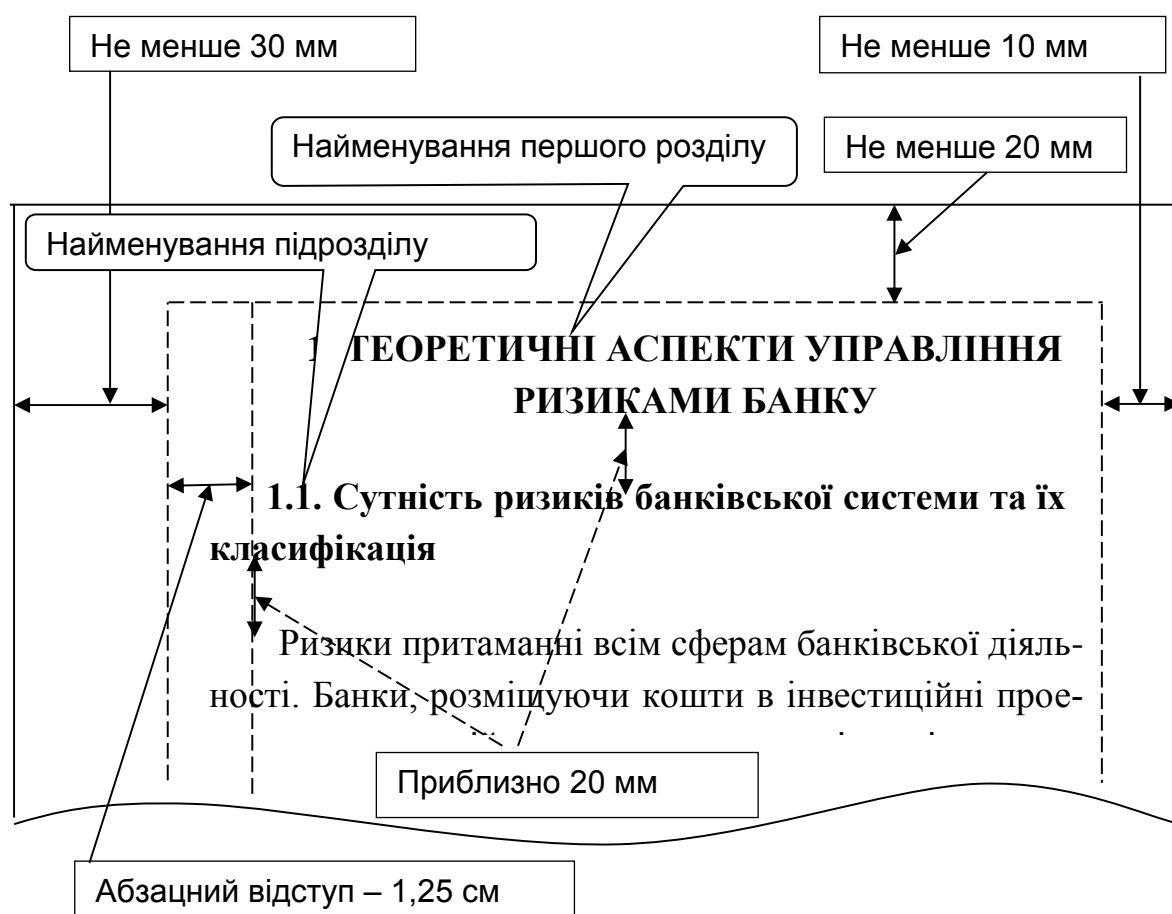 Не менше 30 мм
Не менше 10 мм
Найменування першого розділу
Не менше 20 мм
Найменування підрозділу
1 ТЕОРЕТИЧНІ АСПЕКТИ УПРАВЛІННЯ
РИЗИКАМИ БАНКУ
1.1. Сутність ризиків банківської системи та їх
класифікація
Ризики притаманні всім сферам банківської діяль-
ності. Банки, розміщуючи кошти в інвестиційні прое-
Приблизно 20 мм
Абзацний відступ – 1,25 см